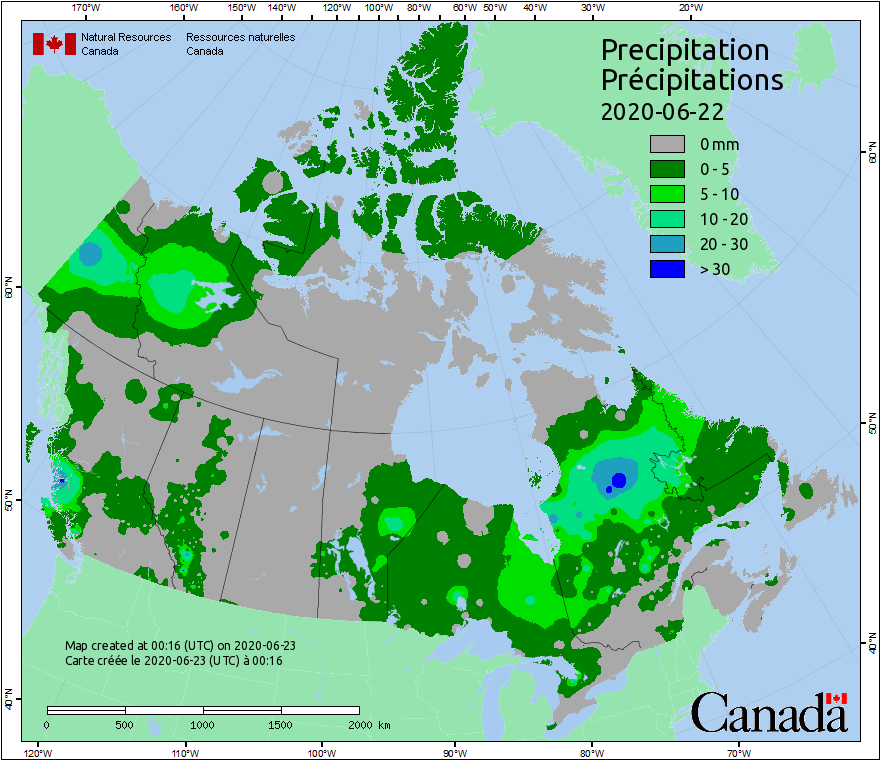 170°W 160°W 150°W 140°W 130°W 120°W 110°W 100°W 90°W 80°W 60°W 50°W 40°W 30°W 20°W
Natural Resources Ressources naturelles
Canada Canada
Precipitation
Précipitations
2020-06-22
0 mm
0 - 5
5 - 10
10 - 20
20 - 30
> 30
60°N
60°N
50°N
50°N
40°N
40°N
Map created at 00:16 (UTC) on 2020-06-23
Carte créée le 2020-06-23 (UTC) à 00:16
0 500 1000 1500 2000 km
Canada
120°W 110°W 100°W 90°W 80°W 70°W